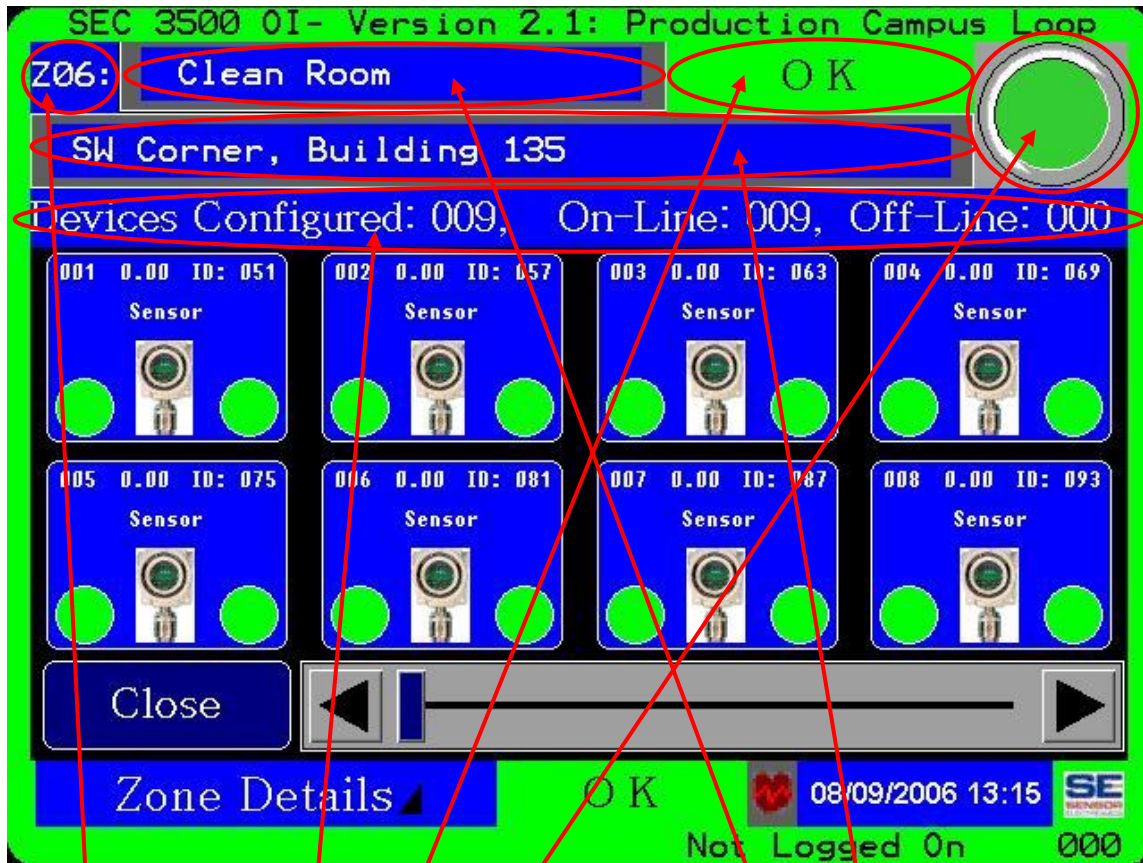 SEC 3500 OI- Version 2.1: Production Campus Loop
Z06: Clean Room OK
SW Corner, Building 135
Devices Configured: 009, On-Line: 009, Off-Line: 000
001 0.00 ID: 051 002 0.00 ID: 057 003 0.00 ID: 063 004 0.00 ID: 069
Sensor Sensor Sensor Sensor
005 0.00 ID: 075 006 0.00 ID: 081 007 0.00 ID: 087 008 0.00 ID: 093
Sensor Sensor Sensor Sensor
Close
Zone Details OK 08/09/2006 13:15 SE
SENSOR
Not Logged On 000